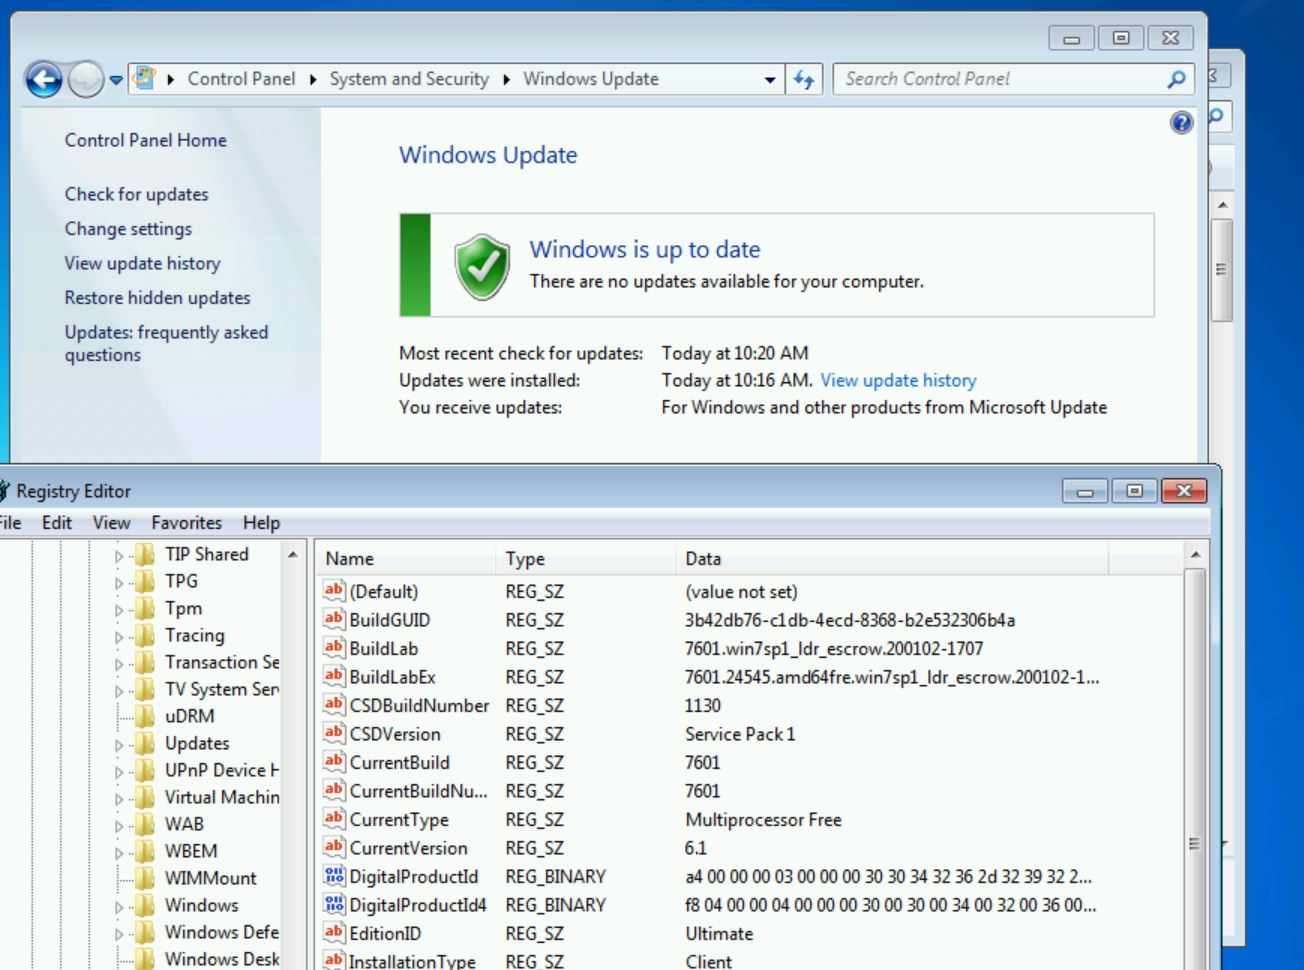 Control Panel System and Security Windows Update
Search Control Panel
Control Panel Home
Check for updates
Change settings
View update history
Restore hidden updates
Updates: frequently asked
questions
Windows Update
Windows is up to date
There are no updates available for your computer.
Most recent check for updates: Today at 10:20 AM
Updates were installed: Today at 10:16 AM. View update history
You receive updates: For Windows and other products from Microsoft Update
Registry Editor
File Edit View Favorites Help
TIP Shared
TPG
Tpm
Tracing
Transaction Se
TV System Ser
uDRM
Updates
UPnP Device H
Virtual Machin
WAB
WBEM
WIMMount
Windows
Windows Defe
Windows Desk
Name Type Data
(Default) REG_SZ (value not set)
BuildGUID REG_SZ 3b42db76-c1db-4ecd-8368-b2e532306b4a
BuildLab REG_SZ 7601.win7sp1_ldr_escrow.200102-1707
BuildLabEx REG_SZ 7601.24545.amd64fre.win7sp1_ldr_escrow.200102-1...
CSDBuildNumber REG_SZ 1130
CSDVersion REG_SZ Service Pack 1
CurrentBuild REG_SZ 7601
CurrentBuildNu... REG_SZ 7601
CurrentType REG_SZ Multiprocessor Free
CurrentVersion REG_SZ 6.1
DigitalProductId REG_BINARY a4 00 00 00 03 00 00 00 30 30 34 32 36 2d 32 39 32 2...
DigitalProductId4 REG_BINARY f8 04 00 00 04 00 00 00 30 00 30 00 34 00 32 00 36 00...
EditionID REG_SZ Ultimate
InstallationType REG_SZ Client